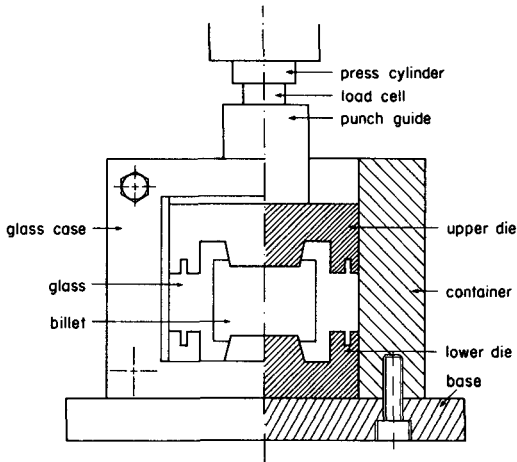 press cylinder
load cell
punch guide
glass case
upper die
glass
container
billet
lower die
base